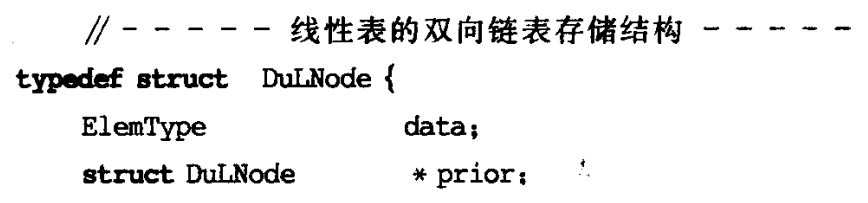 // - - - - - 线性表的双向链表存储结构 - - - - -
typedef struct DuLNode {
ElemType data;
struct DuLNode * prior;